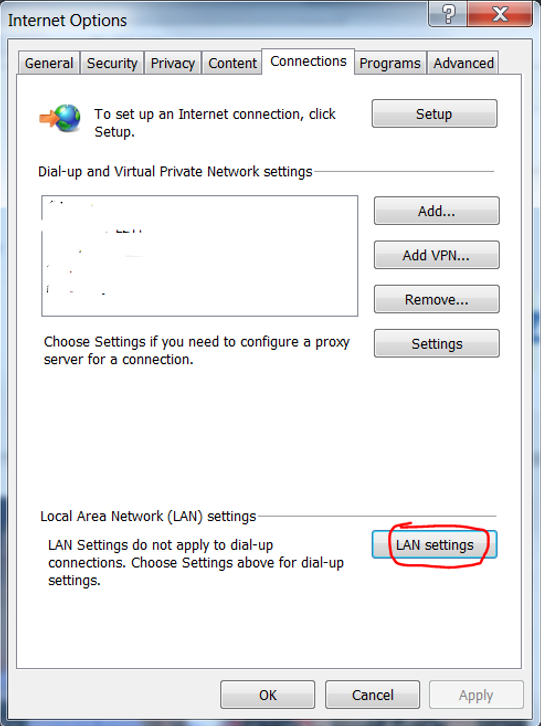 Internet Options
?
X
General
Security
Privacy
Content
Connections
Programs
Advanced
To set up an Internet connection, click
Setup.
Setup
Dial-up and Virtual Private Network settings
Add...
Add VPN...
Remove...
Choose Settings if you need to configure a proxy
server for a connection.
Settings
Local Area Network (LAN) settings
LAN Settings do not apply to dial-up
connections. Choose Settings above for dial-up
settings.
LAN settings
OK
Cancel
Apply